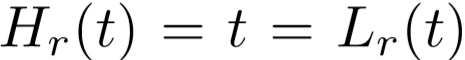 H_r(t) = t = L_r(t)